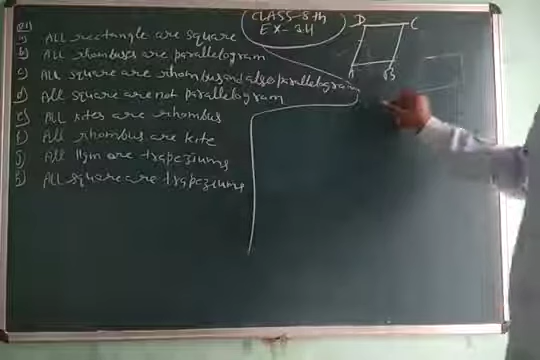 CLASS-8th
EX-3.4
Q1)
a) All rectangle are square
b) All rhombuses are parallelogram
c) All square are rhombus and also parallelogram
d) All square are not parallelogram
e) All kites are rhombus
f) All rhombus are kite
g) All llgm are trapeziums
h) All square are trapeziums
D C
A B